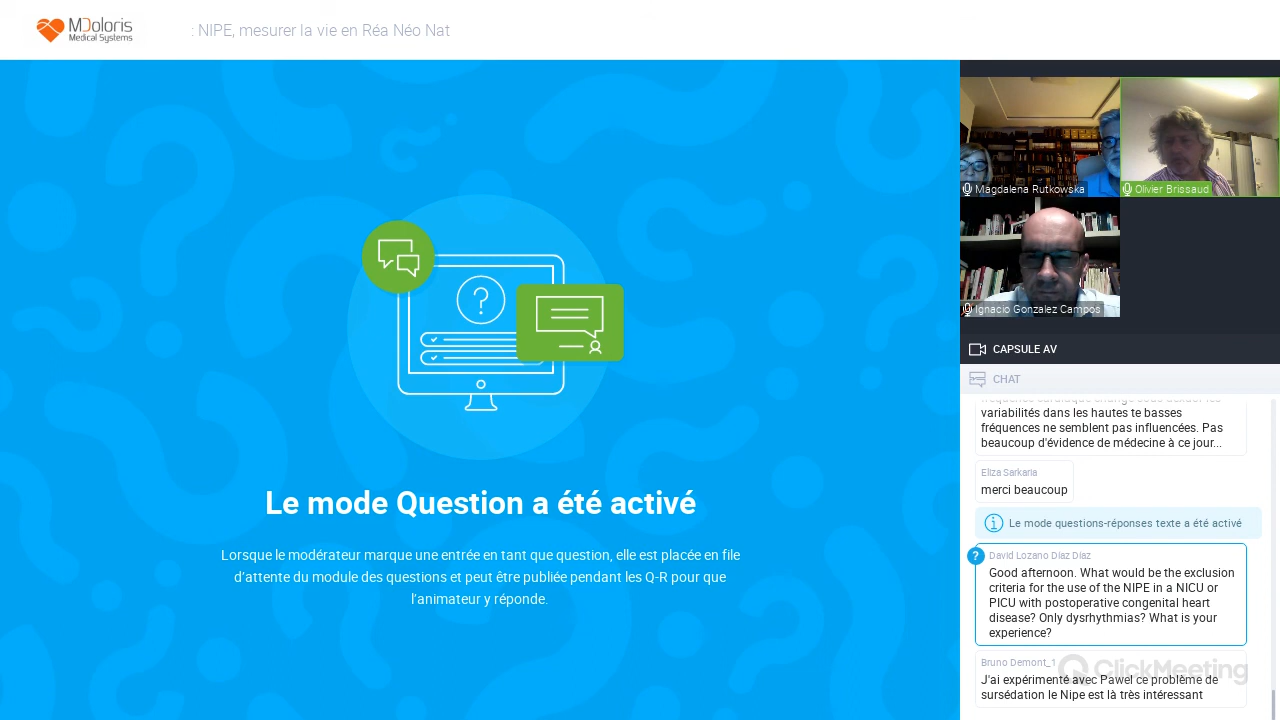 MDoloris
Medical Systems
: NIPE, mesurer la vie en Réa Néo Nat
Magdalena Rutkowska
Olivier Brissaud
Ignacio Gonzalez Campos
CAPSULE AV
CHAT
variabilités dans les hautes te basses
fréquences ne semblent pas influencées. Pas
beaucoup d'évidence de médecine à ce jour...
Eliza Sarkaria
merci beaucoup
Le mode questions-réponses texte a été activé
?
David Lozano Díaz Díaz
Good afternoon. What would be the exclusion
criteria for the use of the NIPE in a NICU or
PICU with postoperative congenital heart
disease? Only dysrhythmias? What is your
experience?
Bruno Demont_1
J'ai expérimenté avec Pawel ce problème de
sursédation le Nipe est là très intéressant
ClickMeeting
?
Le mode Question a été activé
Lorsque le modérateur marque une entrée en tant que question, elle est placée en file
d'attente du module des questions et peut être publiée pendant les Q-R pour que
l'animateur y réponde.